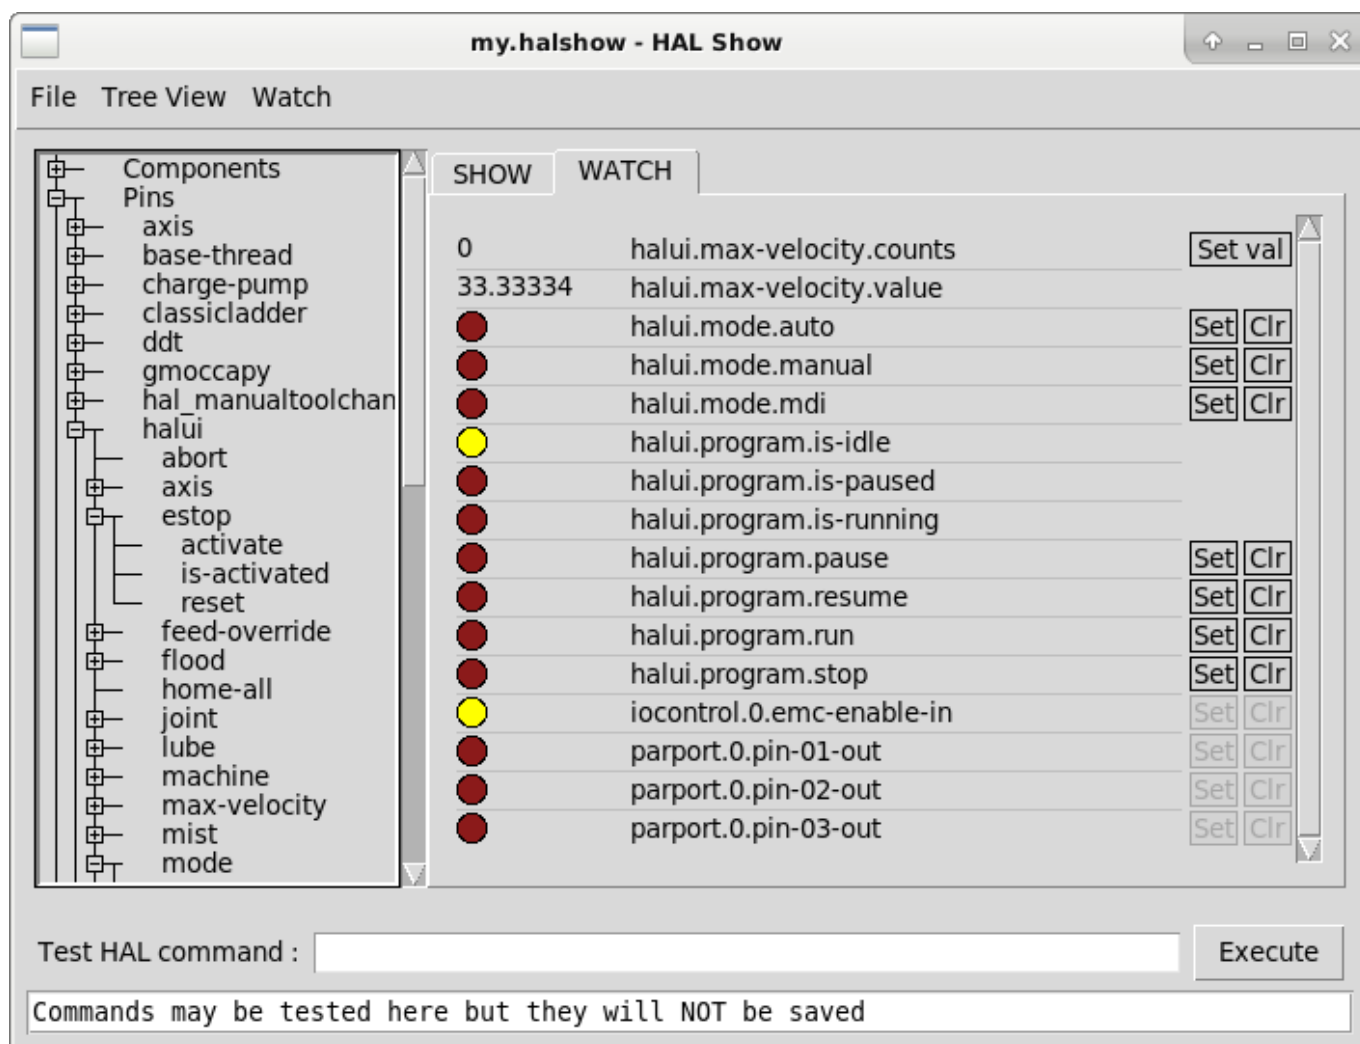 my.halshow - HAL Show
File Tree View Watch
Components
Pins
axis
base-thread
charge-pump
classicladder
ddt
gmoccapy
hal_manualtoolchan
halui
abort
axis
estop
activate
is-activated
reset
feed-override
flood
home-all
joint
lube
machine
max-velocity
mist
mode
SHOW WATCH
0 halui.max-velocity.counts Set val
33.33334 halui.max-velocity.value
halui.mode.auto Set Clr
halui.mode.manual Set Clr
halui.mode.mdi Set Clr
halui.program.is-idle
halui.program.is-paused
halui.program.is-running
halui.program.pause Set Clr
halui.program.resume Set Clr
halui.program.run Set Clr
halui.program.stop Set Clr
iocontrol.0.emc-enable-in Set Clr
parport.0.pin-01-out Set Clr
parport.0.pin-02-out Set Clr
parport.0.pin-03-out Set Clr
Test HAL command : Execute
Commands may be tested here but they will NOT be saved